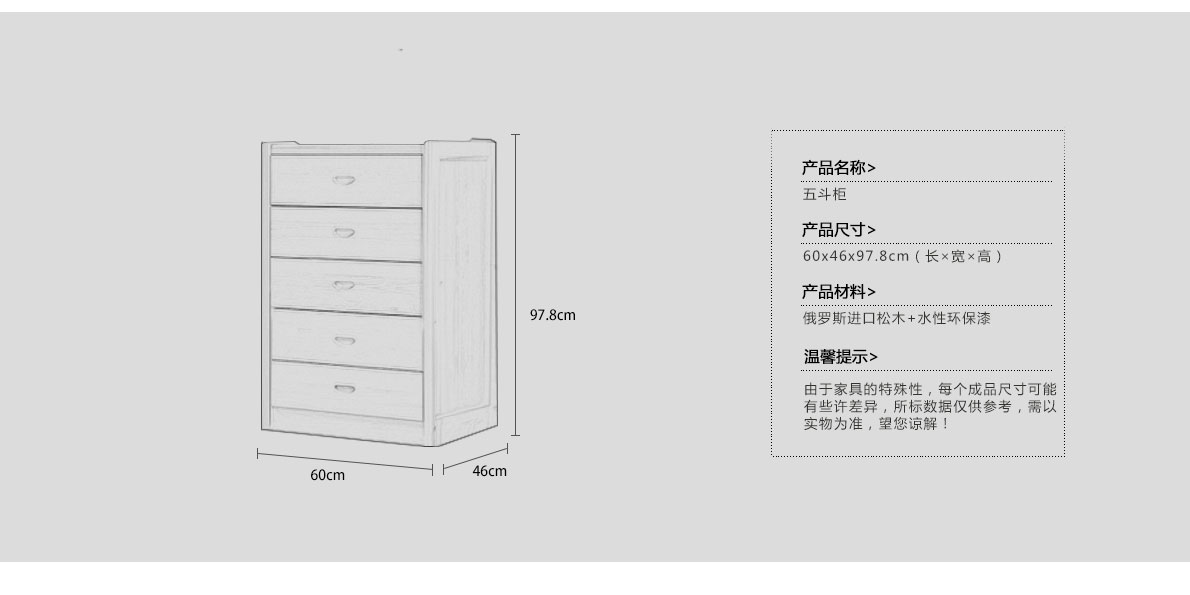 产品名称>
五斗柜
产品尺寸>
60x46x97.8cm ( 长×宽×高 )
产品材料>
俄罗斯进口松木+水性环保漆
温馨提示>
由于家具的特殊性，每个成品尺寸可能
有些许差异，所标数据仅供参考，需以
实物为准，望您谅解！
97.8cm
60cm
46cm